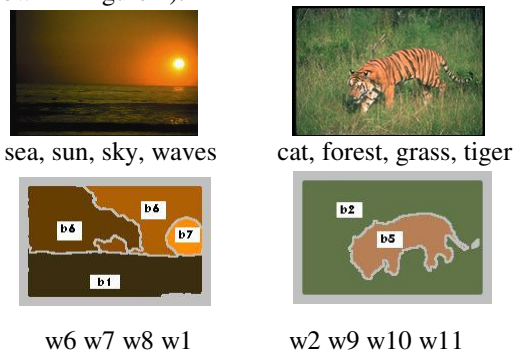 sea, sun, sky, waves
cat, forest, grass, tiger
b6
b6
b7
b1
b2
b5
w6 w7 w8 w1
w2 w9 w10 w11